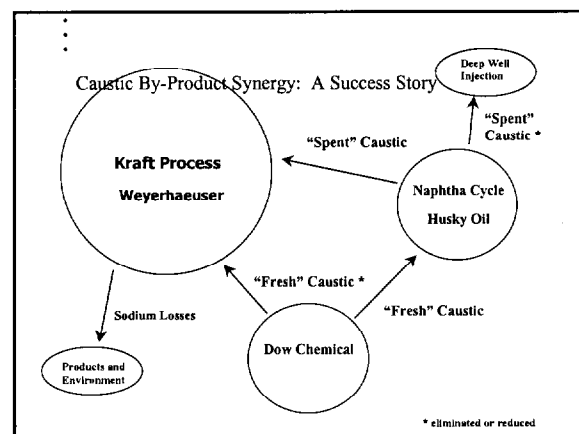 Caustic By-Product Synergy: A Success Story
Deep Well
Injection
"Spent"
Caustic *
"Spent" Caustic
Kraft Process
Weyerhaeuser
Naphtha Cycle
Husky Oil
"Fresh" Caustic *
"Fresh" Caustic
Sodium Losses
Dow Chemical
Products and
Environment
* eliminated or reduced